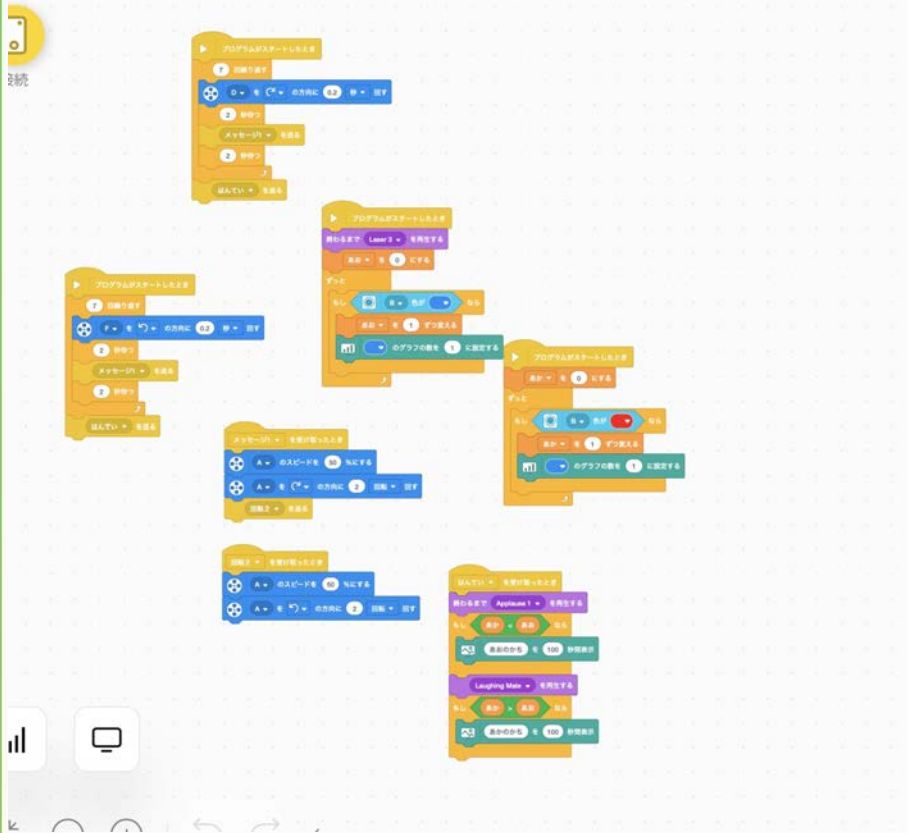 接続
プログラムがスタートしたとき
7 回繰り返す
D を の方向に 0.2 秒 回す
2 秒待つ
メッセージ1 を送る
2 秒待つ
はんてい を送る
プログラムがスタートしたとき
終わるまで Laser 3 を再生する
あお を 0 にする
ずっと
もし B 色が なら
あお を 1 ずつ変える
のグラフの数を 1 に設定する
プログラムがスタートしたとき
7 回繰り返す
F を の方向に 0.2 秒 回す
2 秒待つ
メッセージ1 を送る
2 秒待つ
はんてい を送る
プログラムがスタートしたとき
あか を 0 にする
ずっと
もし B 色が なら
あか を 1 ずつ変える
のグラフの数を 1 に設定する
メッセージ1 を受け取ったとき
A のスピードを 50 %にする
A を の方向に 2 回転 回す
回転2 を送る
回転2 を受け取ったとき
A のスピードを 50 %にする
A を の方向に 2 回転 回す
はんてい を受け取ったとき
終わるまで Applause 1 を再生する
もし あか < あお なら
あおのかち を 100 秒間表示
Laughing Male を再生する
もし あか > あお なら
あかのかち を 100 秒間表示